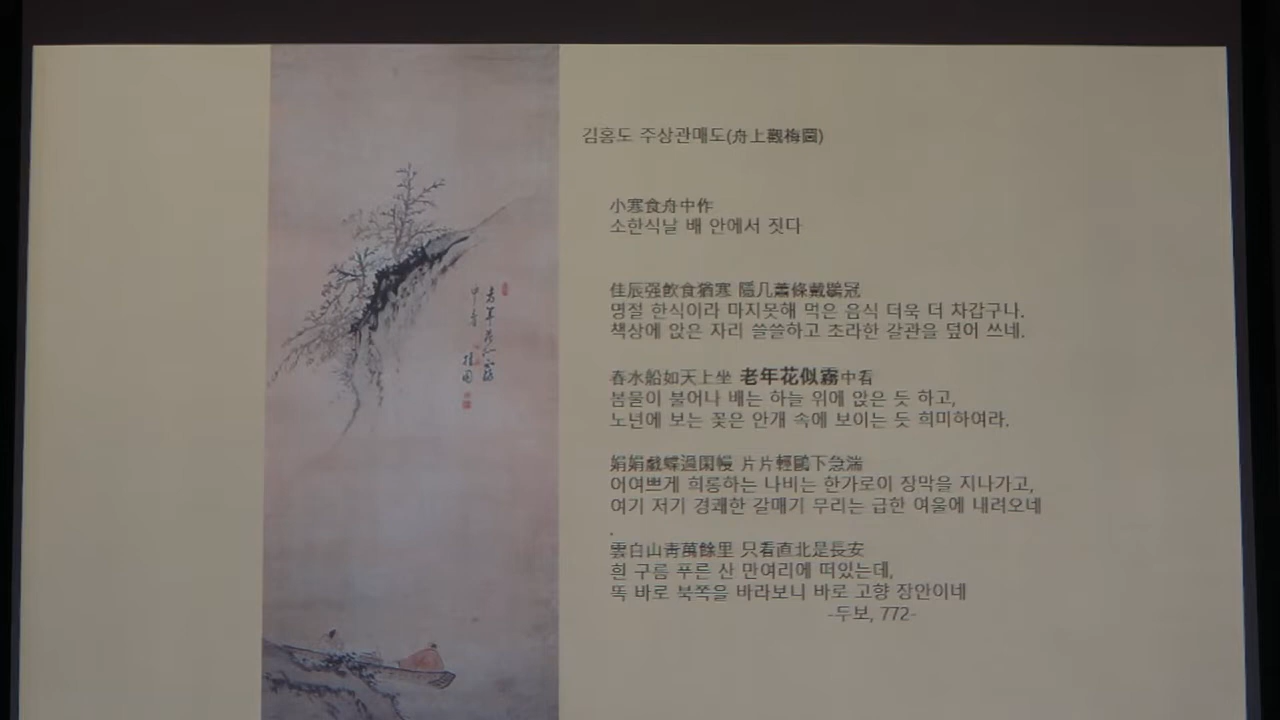 김홍도 주상관매도(舟上觀梅圖)
小寒食舟中作
소한식날 배 안에서 짓다
佳辰强飮食猶寒 隱几蕭條戴鶡冠
명절 한식이라 마지못해 먹은 음식 더욱 더 차갑구나.
책상에 앉은 자리 쓸쓸하고 초라한 갈관을 덮어 쓰네.
春水船如天上坐 老年花似霧中看
봄물이 불어나 배는 하늘 위에 앉은 듯 하고,
노년에 보는 꽃은 안개 속에 보이는 듯 희미하여라.
娟娟戱蝶過閑幔 片片輕鷗下急湍
어여쁘게 희롱하는 나비는 한가로이 장막을 지나가고,
여기 저기 경쾌한 갈매기 무리는 급한 여울에 내려오네
.
雲白山靑萬餘里 只看直北是長安
흰 구름 푸른 산 만여리에 떠있는데,
똑 바로 북쪽을 바라보니 바로 고향 장안이네
-두보, 772-
老年花似霧
中看
檀園